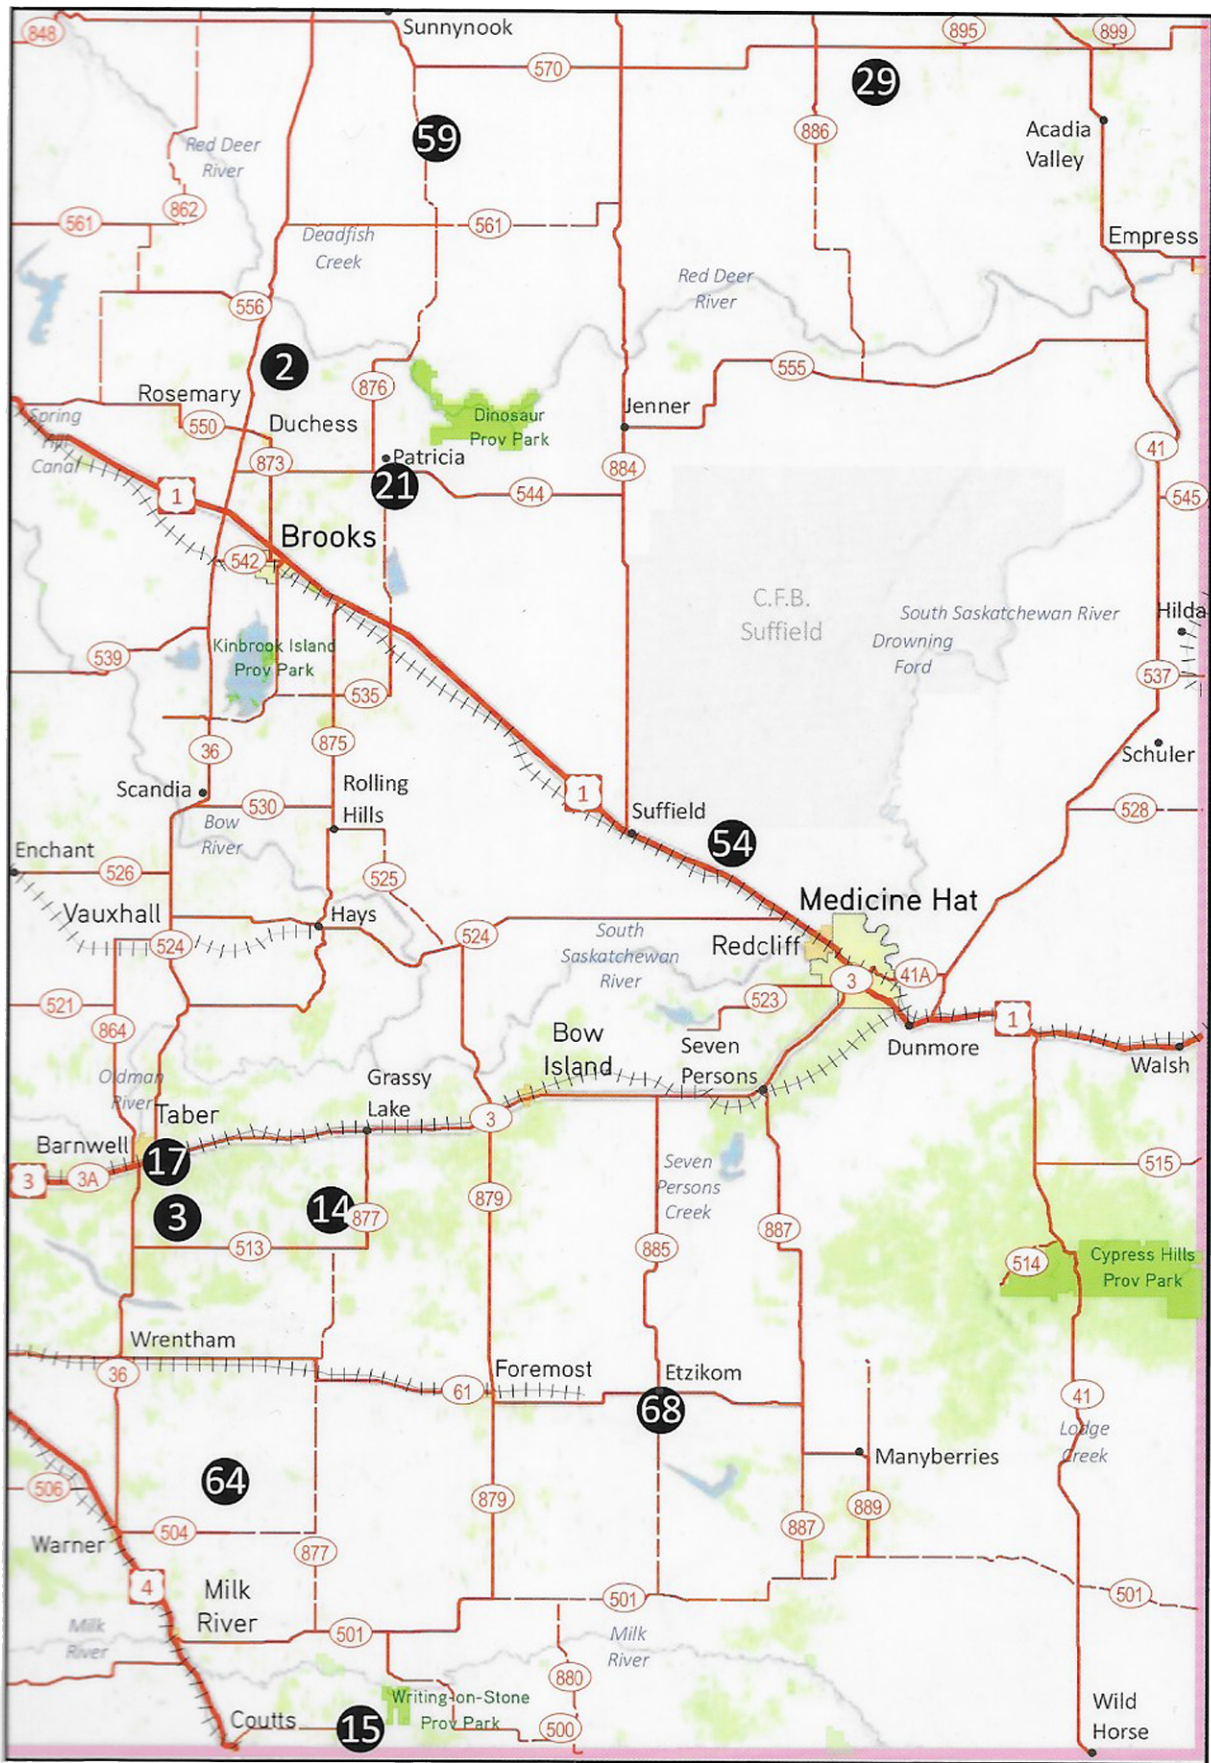 848
Sunnynook
895
899
570
29
59
886
Acadia
Valley
Red Deer
River
862
561
561
Deadfish
Creek
Empress
Red Deer
River
556
2
555
876
Rosemary
Jenner
Spring
Hill
Canal
550
Duchess
Dinosaur
Prov Park
41
873
Patricia
884
21
1
544
545
Brooks
542
C.F.B.
Suffield
South Saskatchewan River
Hilda
Drowning
Ford
Kinbrook Island
Prov Park
539
537
535
36
875
Schuler
Scandia
Rolling
Hills
1
530
Suffield
528
Bow
River
54
Enchant
526
525
Medicine Hat
Vauxhall
Hays
524
524
South
Saskatchewan
River
Redcliff
41A
3
521
523
864
Bow
Island
1
Seven
Persons
Dunmore
Walsh
Oldman
River
Grassy
Lake
Taber
3
Barnwell
17
3
3A
Seven
Persons
Creek
515
879
3
14
877
887
513
885
514
Cypress Hills
Prov Park
Wrentham
36
Foremost
Etzikom
61
41
68
Lodge
Creek
Manyberries
64
506
879
889
504
887
Warner
877
4
Milk
River
501
501
Milk
River
501
Milk
River
880
Writing-on-Stone
Prov Park
Coutts
15
500
Wild
Horse